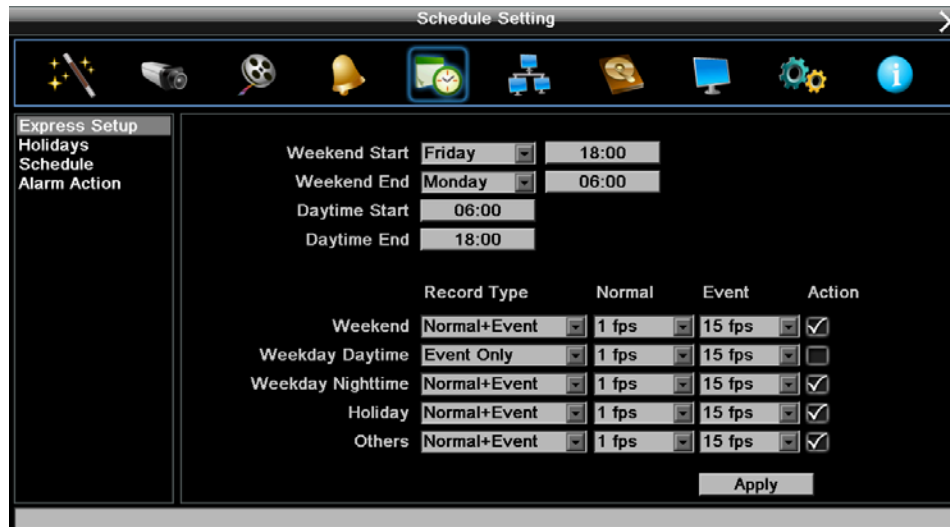 Schedule Setting
Express Setup
Holidays
Schedule
Alarm Action
Weekend Start Friday 18:00
Weekend End Monday 06:00
Daytime Start 06:00
Daytime End 18:00
Record Type Normal Event Action
Weekend Normal+Event 1 fps 15 fps
Weekday Daytime Event Only 1 fps 15 fps
Weekday Nighttime Normal+Event 1 fps 15 fps
Holiday Normal+Event 1 fps 15 fps
Others Normal+Event 1 fps 15 fps
Apply